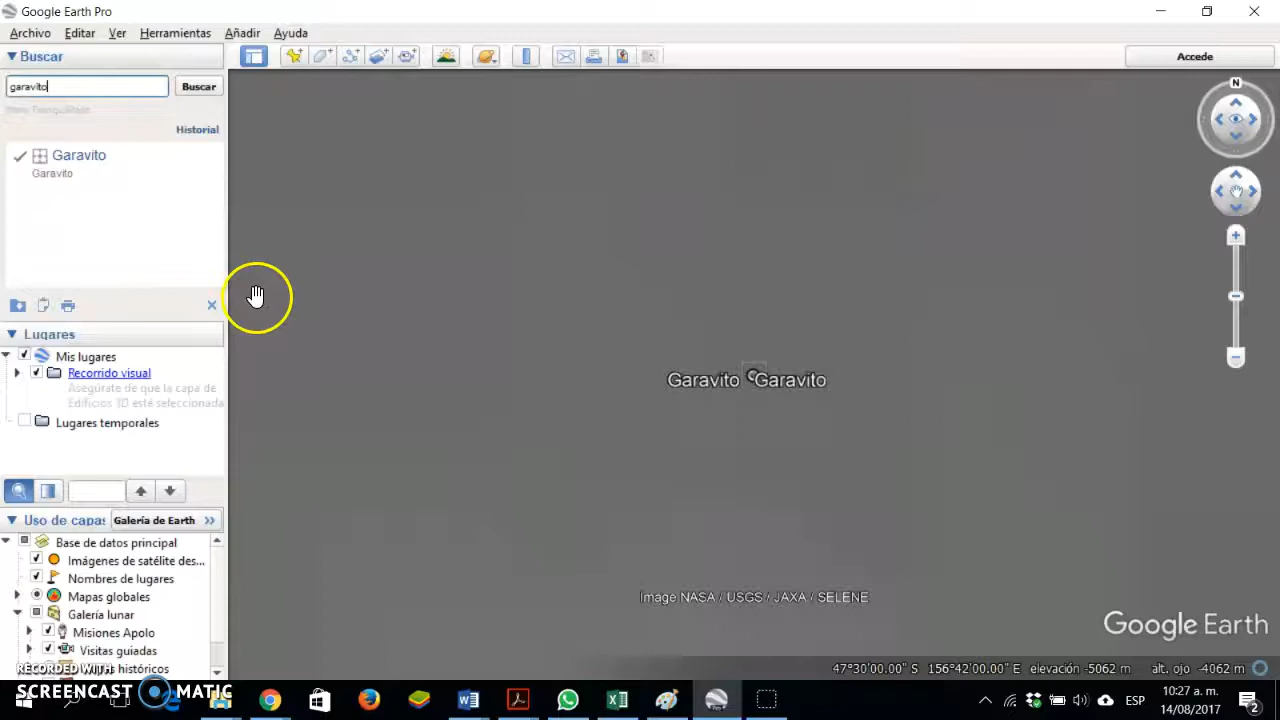 Google Earth Pro
Archivo Editar Ver Herramientas Añadir Ayuda
Buscar
garavito Buscar
Mare Tranquillitatis
Historial
Garavito
Garavito
Lugares
Mis lugares
Recorrido visual
Asegúrate de que la capa de
Edificios 3D esté seleccionada
Lugares temporales
Uso de capas Galería de Earth »
Base de datos principal
Imágenes de satélite des...
Nombres de lugares
Mapas globales
Galería lunar
Misiones Apolo
Visitas guiadas
s históricos
Accede
N
Garavito Garavito
Image NASA / USGS / JAXA / SELENE
Google Earth
47°30'00.00" S 156°42'00.00" E elevación -5062 m alt. ojo -4062 m
RECORDED WITH
SCREENCAST MATIC
ESP
10:27 a. m.
14/08/2017
2